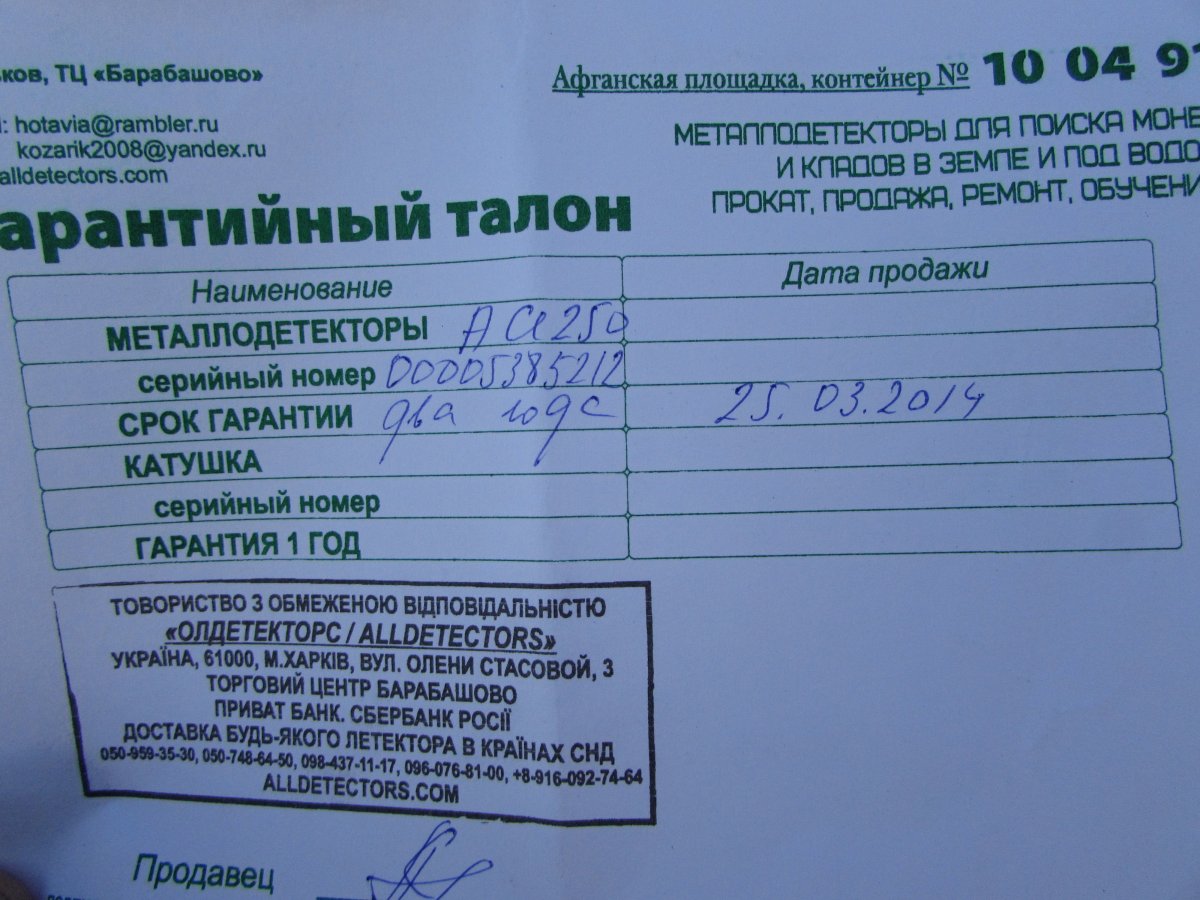 ков, ТЦ «Барабашово»
Афганская площадка, контейнер № 10 04 91
: hotavia@rambler.ru
kozarik2008@yandex.ru
alldetectors.com
МЕТАЛЛОДЕТЕКТОРЫ ДЛЯ ПОИСКА МОНЕ
И КЛАДОВ В ЗЕМЛЕ И ПОД ВОДО
ПРОКАТ, ПРОДАЖА, РЕМОНТ, ОБУЧЕНИ
арантийный талон
Наименование Дата продажи
МЕТАЛЛОДЕТЕКТОРЫ 250
серийный номер 00005385212
СРОК ГАРАНТИИ два года 25.03.2014
КАТУШКА
серийный номер
ГАРАНТИЯ 1 ГОД
ТОВОРИСТВО З ОБМЕЖЕНОЮ ВІДПОВІДАЛЬНІСТЮ
«ОЛДЕТЕКТОРС / ALLDETECTORS»
УКРАЇНА, 61000, М.ХАРКІВ, ВУЛ. ОЛЕНИ СТАСОВОЙ, 3
ТОРГОВИЙ ЦЕНТР БАРАБАШОВО
ПРИВАТ БАНК. СБЕРБАНК РОСІЇ
ДОСТАВКА БУДЬ-ЯКОГО ЛЕТЕКТОРА В КРАЇНАХ СНД
050-959-35-30, 050-748-64-50, 098-437-11-17, 096-076-81-00, +8-916-092-74-64
ALLDETECTORS.COM
Продавец